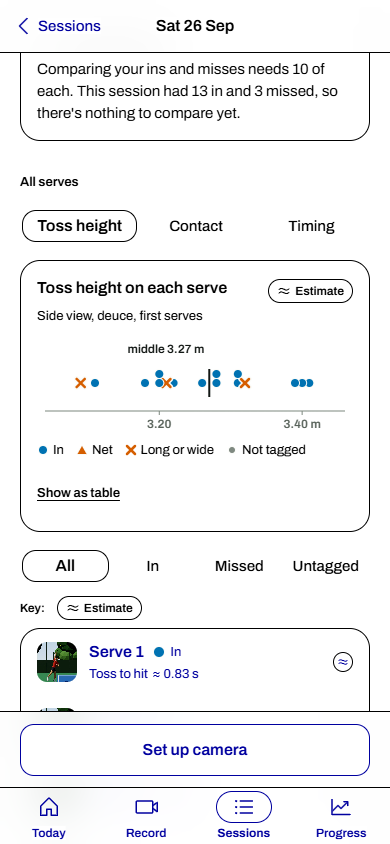 Sessions
Sat 26 Sep
Comparing your ins and misses needs 10 of
each. This session had 13 in and 3 missed, so
there's nothing to compare yet.
All serves
Toss height
Contact
Timing
Toss height on each serve
≈ Estimate
Side view, deuce, first serves
middle 3.27 m
3.20
3.40 m
In
Net
Long or wide
Not tagged
Show as table
All
In
Missed
Untagged
Key:
≈ Estimate
Serve 1
In
≈
Toss to hit ≈ 0.83 s
Set up camera
Today
Record
Sessions
Progress